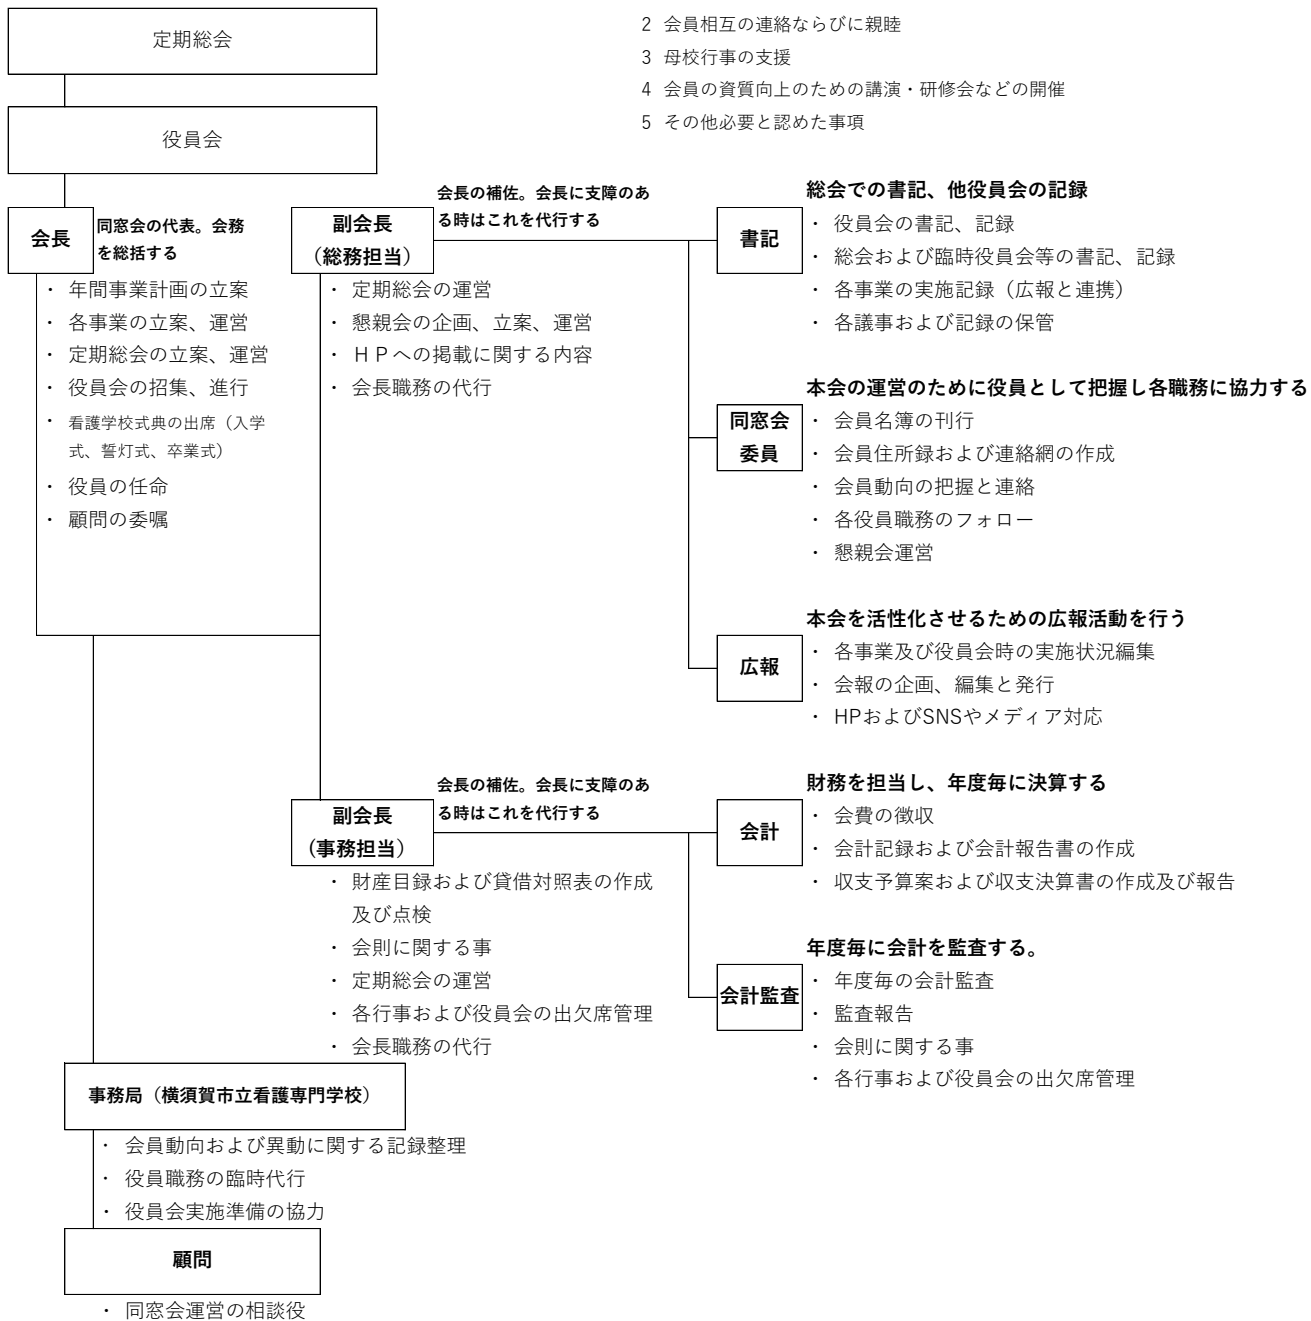 定期総会
2 会員相互の連絡ならびに親睦
3 母校行事の支援
4 会員の資質向上のための講演・研修会などの開催
5 その他必要と認めた事項
役員会
会長
同窓会の代表。会務
を総括する
・ 年間事業計画の立案
・ 各事業の立案、運営
・ 定期総会の立案、運営
・ 役員会の招集、進行
・ 看護学校式典の出席（入学
式、誓灯式、卒業式）
・ 役員の任命
・ 顧問の委嘱
副会長
（総務担当）
会長の補佐。会長に支障のあ
る時はこれを代行する
・ 定期総会の運営
・ 懇親会の企画、立案、運営
・ ＨＰへの掲載に関する内容
・ 会長職務の代行
総会での書記、他役員会の記録
書記
・ 役員会の書記、記録
・ 総会および臨時役員会等の書記、記録
・ 各事業の実施記録（広報と連携）
・ 各議事および記録の保管
本会の運営のために役員として把握し各職務に協力する
同窓会
委員
・ 会員名簿の刊行
・ 会員住所録および連絡網の作成
・ 会員動向の把握と連絡
・ 各役員職務のフォロー
・ 懇親会運営
本会を活性化させるための広報活動を行う
広報
・ 各事業及び役員会時の実施状況編集
・ 会報の企画、編集と発行
・ HPおよびSNSやメディア対応
副会長
（事務担当）
会長の補佐。会長に支障のあ
る時はこれを代行する
・ 財産目録および貸借対照表の作成
及び点検
・ 会則に関する事
・ 定期総会の運営
・ 各行事および役員会の出欠席管理
・ 会長職務の代行
財務を担当し、年度毎に決算する
会計
・ 会費の徴収
・ 会計記録および会計報告書の作成
・ 収支予算案および収支決算書の作成及び報告
年度毎に会計を監査する。
会計監査
・ 年度毎の会計監査
・ 監査報告
・ 会則に関する事
・ 各行事および役員会の出欠席管理
事務局（横須賀市立看護専門学校）
・ 会員動向および異動に関する記録整理
・ 役員職務の臨時代行
・ 役員会実施準備の協力
顧問
・ 同窓会運営の相談役